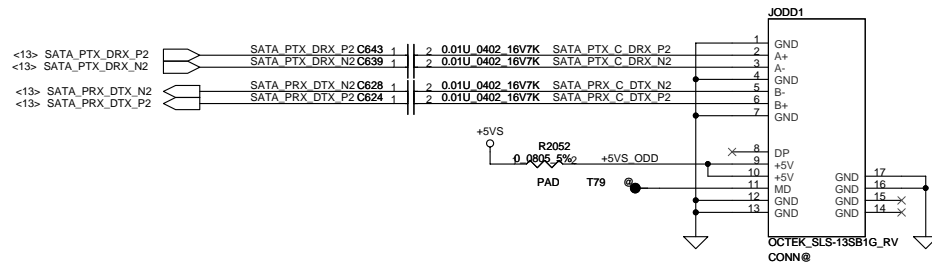 JODD1
<13> SATA_PTX_DRX_P2 SATA_PTX_DRX_P2 C643 1 2 0.01U_0402_16V7K SATA_PTX_C_DRX_P2
<13> SATA_PTX_DRX_N2 SATA_PTX_DRX_N2 C639 1 2 0.01U_0402_16V7K SATA_PTX_C_DRX_N2
<13> SATA_PRX_DTX_N2 SATA_PRX_DTX_N2 C628 1 2 0.01U_0402_16V7K SATA_PRX_C_DTX_N2
<13> SATA_PRX_DTX_P2 SATA_PRX_DTX_P2 C624 1 2 0.01U_0402_16V7K SATA_PRX_C_DTX_P2
1 GND
2 A+
3 A-
4 GND
5 B-
6 B+
7 GND
+5VS
R2052
1 0_0805_5% 2 +5VS_ODD
PAD T79 @
8 DP
9 +5V
10 +5V
11 MD
12 GND
13 GND
GND 17
GND 16
GND 15
GND 14
OCTEK_SLS-13SB1G_RV
CONN@